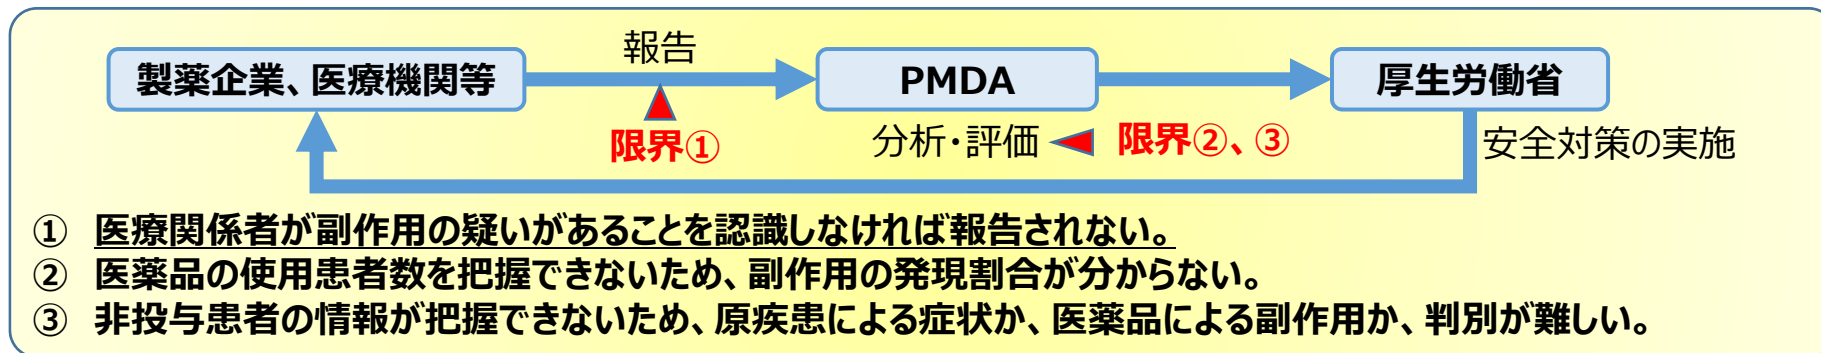 報告
製薬企業、医療機関等
PMDA
厚生労働省
限界①
分析・評価
限界②、③
安全対策の実施
① 医療関係者が副作用の疑いがあることを認識しなければ報告されない。
② 医薬品の使用患者数を把握できないため、副作用の発現割合が分からない。
③ 非投与患者の情報が把握できないため、原疾患による症状か、医薬品による副作用か、判別が難しい。